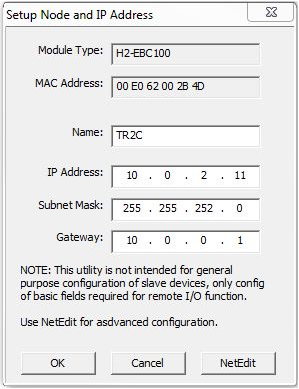 Setup Node and IP Address
Module Type: H2-EBC100
MAC Address: 00 E0 62 00 2B 4D
Name: TR2C
IP Address: 10 . 0 . 2 . 11
Subnet Mask: 255 . 255 . 252 . 0
Gateway: 10 . 0 . 0 . 1
NOTE: This utility is not intended for general
purpose configuration of slave devices, only config
of basic fields required for remote I/O function.
Use NetEdit for asdvanced configuration.
OK Cancel NetEdit